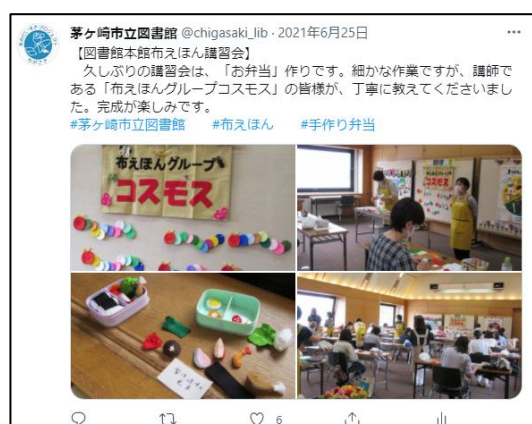 茅ヶ崎市立図書館 @chigasaki_lib · 2021年6月25日
【図書館本館布えほん講習会】
　久しぶりの講習会は、「お弁当」作りです。細かな作業ですが、講師で
ある「布えほんグループコスモス」の皆様が、丁寧に教えてくださいまし
た。完成が楽しみです。
#茅ヶ崎市立図書館　　#布えほん　　#手作り弁当
布えほんグループ
コスモス
コスモス
6